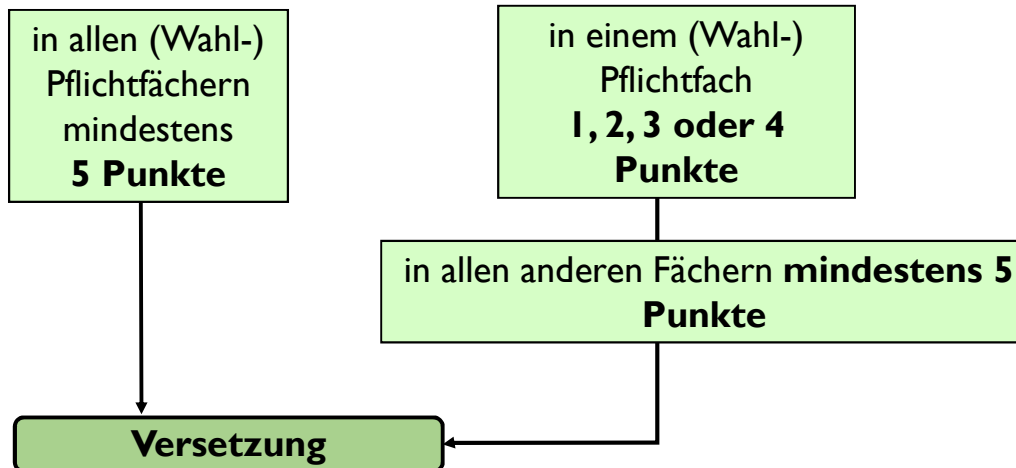 in allen (Wahl-)
Pflichtfächern
mindestens
5 Punkte
in einem (Wahl-)
Pflichtfach
1, 2, 3 oder 4
Punkte
in allen anderen Fächern mindestens 5
Punkte
Versetzung